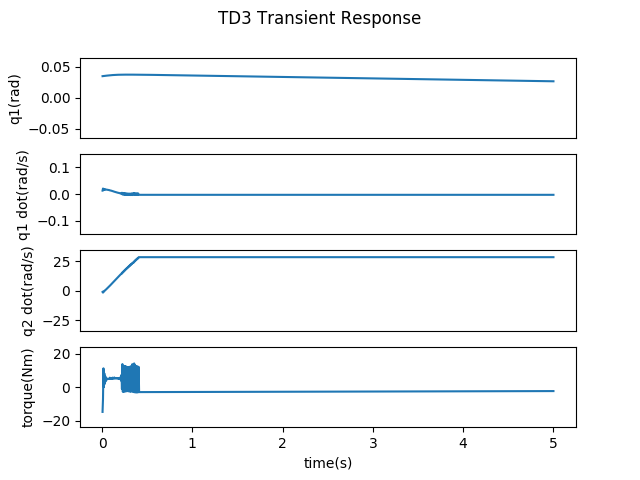 TD3 Transient Response
0.05
0.00
−0.05
q1(rad)
0.1
0.0
−0.1
q1 dot(rad/s)
25
0
−25
q2 dot(rad/s)
20
0
−20
torque(Nm)
0 1 2 3 4 5
time(s)